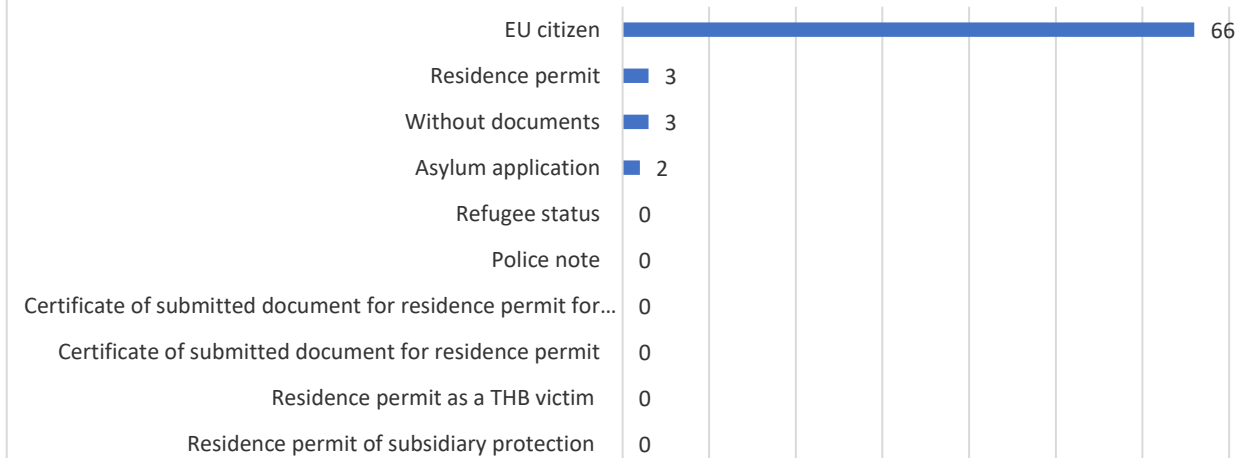 EU citizen 66
Residence permit 3
Without documents 3
Asylum application 2
Refugee status 0
Police note 0
Certificate of submitted document for residence permit for… 0
Certificate of submitted document for residence permit 0
Residence permit as a THB victim 0
Residence permit of subsidiary protection 0